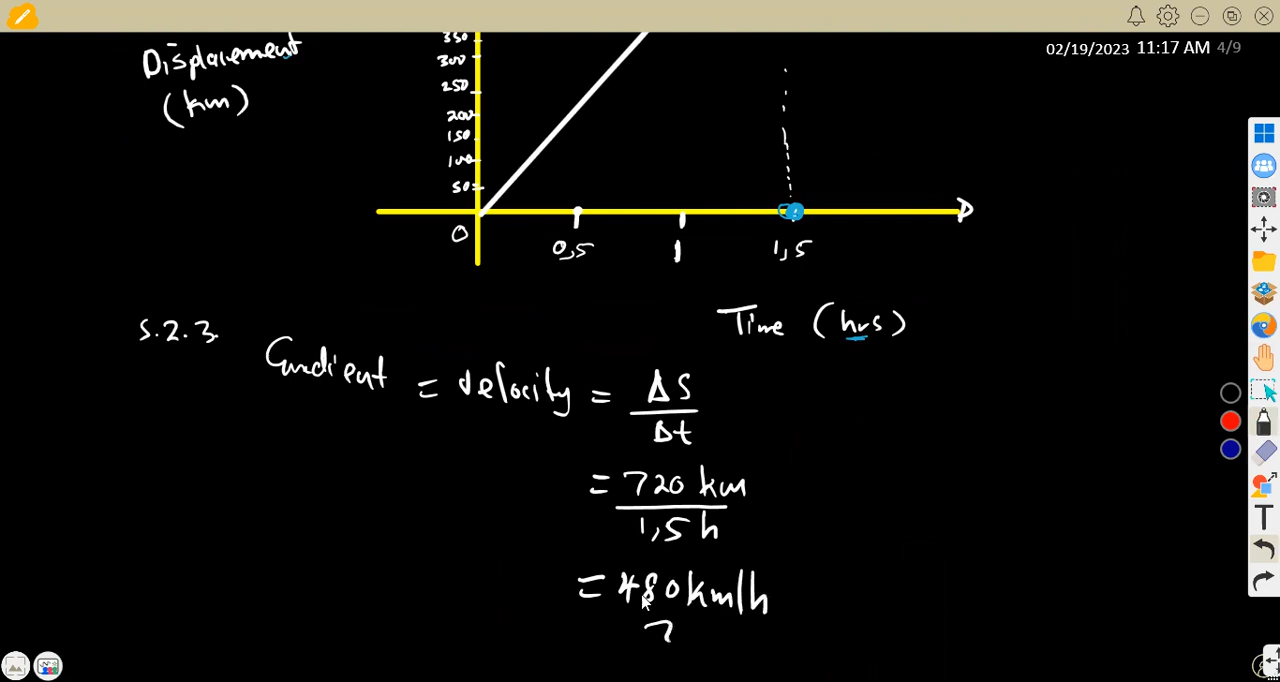 02/19/2023 11:17 AM 4/9
Displacement
(km)
350
300
250
200
150
100
50
0
0,5
1
1,5
Time (hrs)
5.2.3.
Gradient = velocity = Δs
Δt
= 720 km
1,5 h
= 480 km/h
7
T